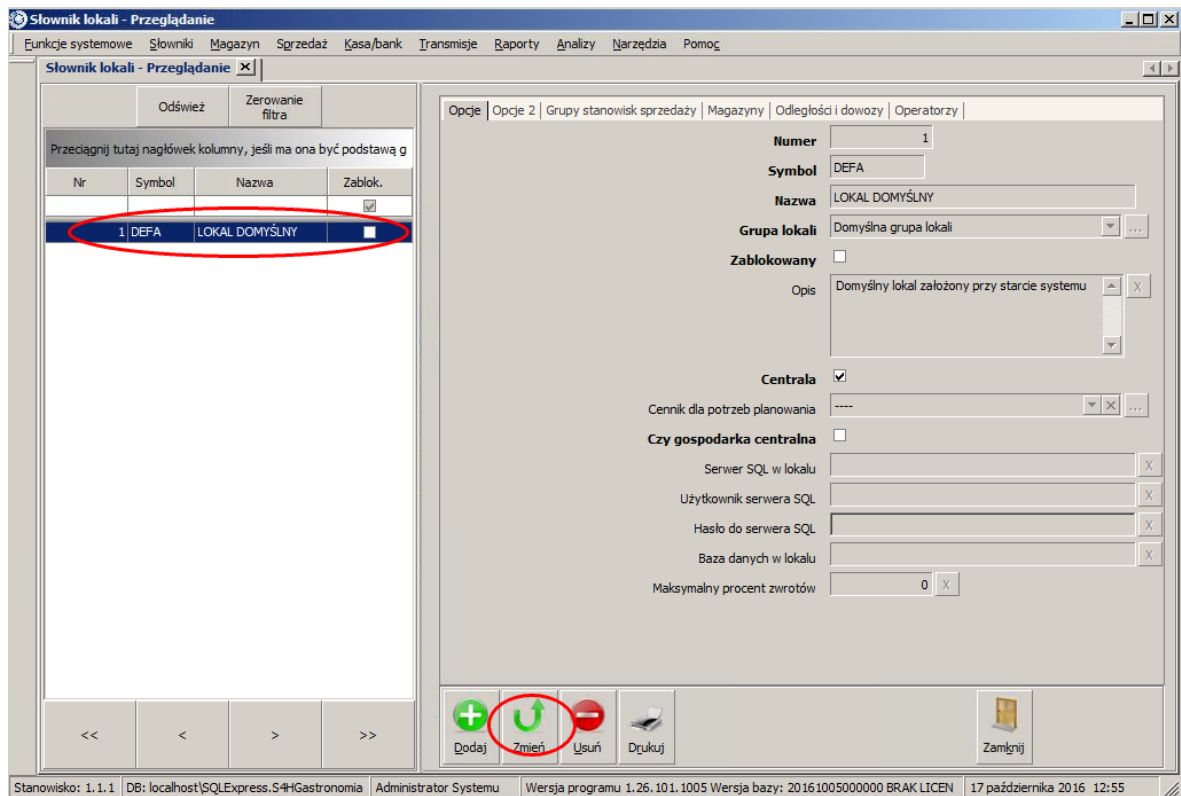 Słownik lokali - Przeglądanie
Funkcje systemowe Słowniki Magazyn Sprzedaż Kasa/bank Transmisje Raporty Analizy Narzędzia Pomoc
Słownik lokali - Przeglądanie
Odśwież Zerowanie filtra
Przeciągnij tutaj nagłówek kolumny, jeśli ma ona być podstawą g
Nr Symbol Nazwa Zablok.
1 DEFA LOKAL DOMYŚLNY
<< < > >>
Opcje Opcje 2 Grupy stanowisk sprzedaży Magazyny Odległości i dowozy Operatorzy
Numer 1
Symbol DEFA
Nazwa LOKAL DOMYŚLNY
Grupa lokali Domyślna grupa lokali ...
Zablokowany
Opis Domyślny lokal założony przy starcie systemu X
Centrala
Cennik dla potrzeb planowania ---- ...
Czy gospodarka centralna
Serwer SQL w lokalu X
Użytkownik serwera SQL X
Hasło do serwera SQL X
Baza danych w lokalu X
Maksymalny procent zwrotów 0 X
Dodaj Zmień Usuń Drukuj Zamknij
Stanowisko: 1.1.1 DB: localhost\SQLExpress.S4HGastronomia Administrator Systemu Wersja programu 1.26.101.1005 Wersja bazy: 20161005000000 BRAK LICEN 17 października 2016 12:55